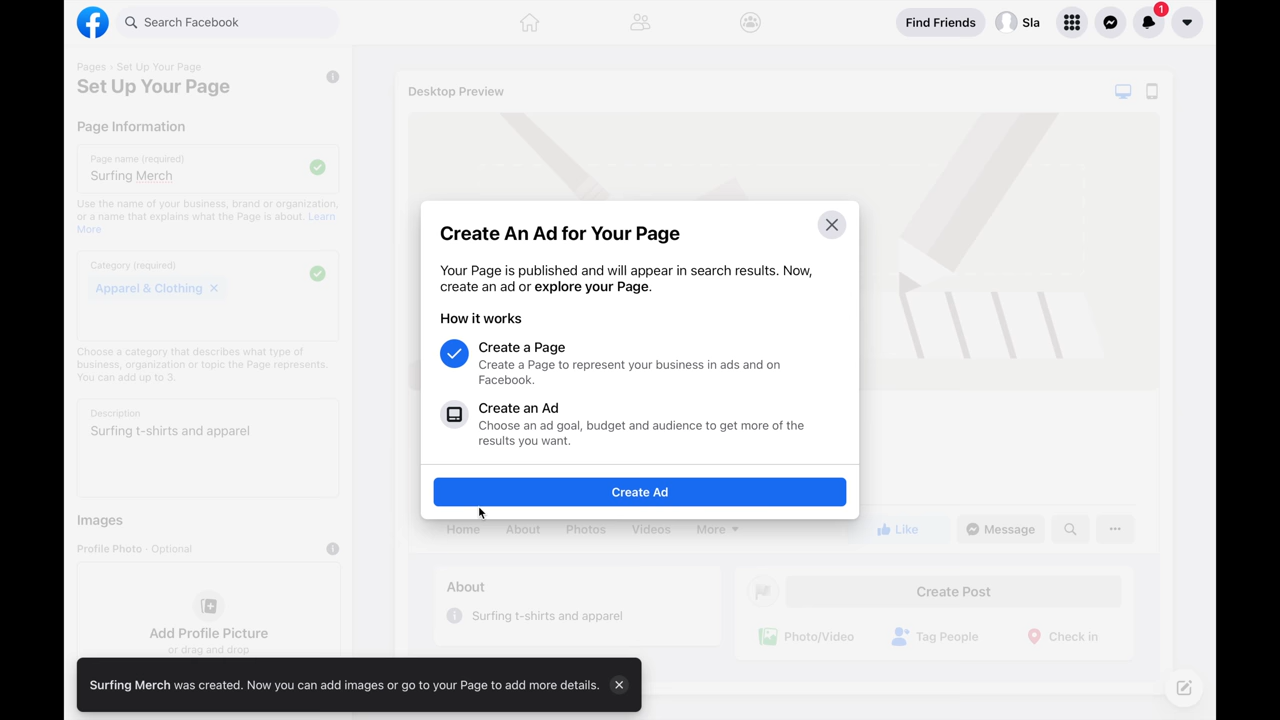 Search Facebook
Find Friends
Sla
1
Pages › Set Up Your Page
Set Up Your Page
Page Information
Page name (required)
Surfing Merch
Use the name of your business, brand or organization,
or a name that explains what the Page is about. Learn
More
Category (required)
Apparel & Clothing
Choose a category that describes what type of
business, organization or topic the Page represents.
You can add up to 3.
Description
Surfing t-shirts and apparel
Images
Profile Photo · Optional
Add Profile Picture
or drag and drop
Desktop Preview
Create An Ad for Your Page
Your Page is published and will appear in search results. Now,
create an ad or explore your Page.
How it works
Create a Page
Create a Page to represent your business in ads and on
Facebook.
Create an Ad
Choose an ad goal, budget and audience to get more of the
results you want.
Create Ad
Home About Photos Videos More Like Message
About
Surfing t-shirts and apparel
Create Post
Photo/Video Tag People Check in
Surfing Merch was created. Now you can add images or go to your Page to add more details.